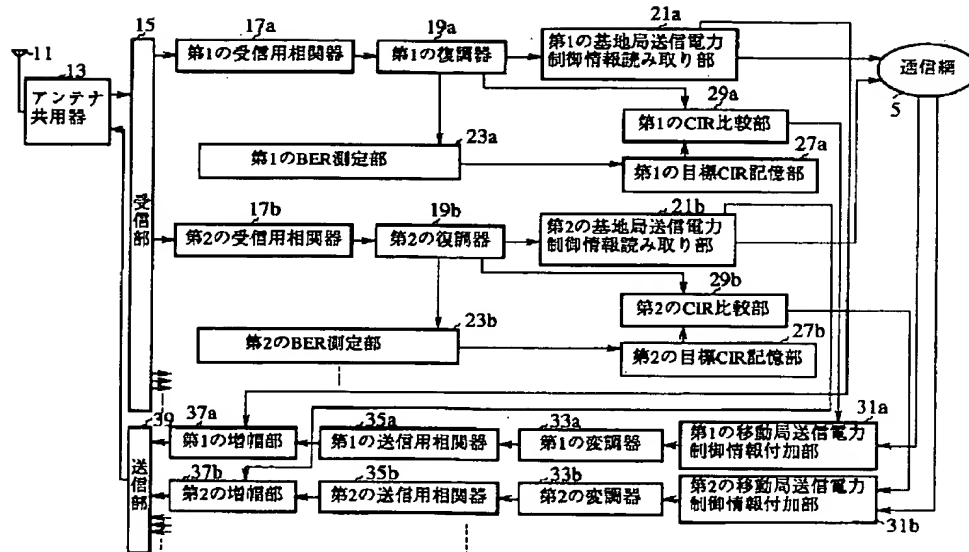 11
13
アンテナ
共用器
15
受信部
17a
第1の受信用相関器
19a
第1の復調器
21a
第1の基地局送信電力
制御情報読み取り部
通信網
5
29a
第1のCIR比較部
23a
第1のBER測定部
27a
第1の目標CIR記憶部
17b
第2の受信用相関器
19b
第2の復調器
21b
第2の基地局送信電力
制御情報読み取り部
29b
第2のCIR比較部
23b
第2のBER測定部
27b
第2の目標CIR記憶部
39
送信部
37a
第1の増幅部
35a
第1の送信用相関器
33a
第1の変調器
31a
第1の移動局送信電力
制御情報付加部
37b
第2の増幅部
35b
第2の送信用相関器
33b
第2の変調器
第2の移動局送信電力
制御情報付加部
31b